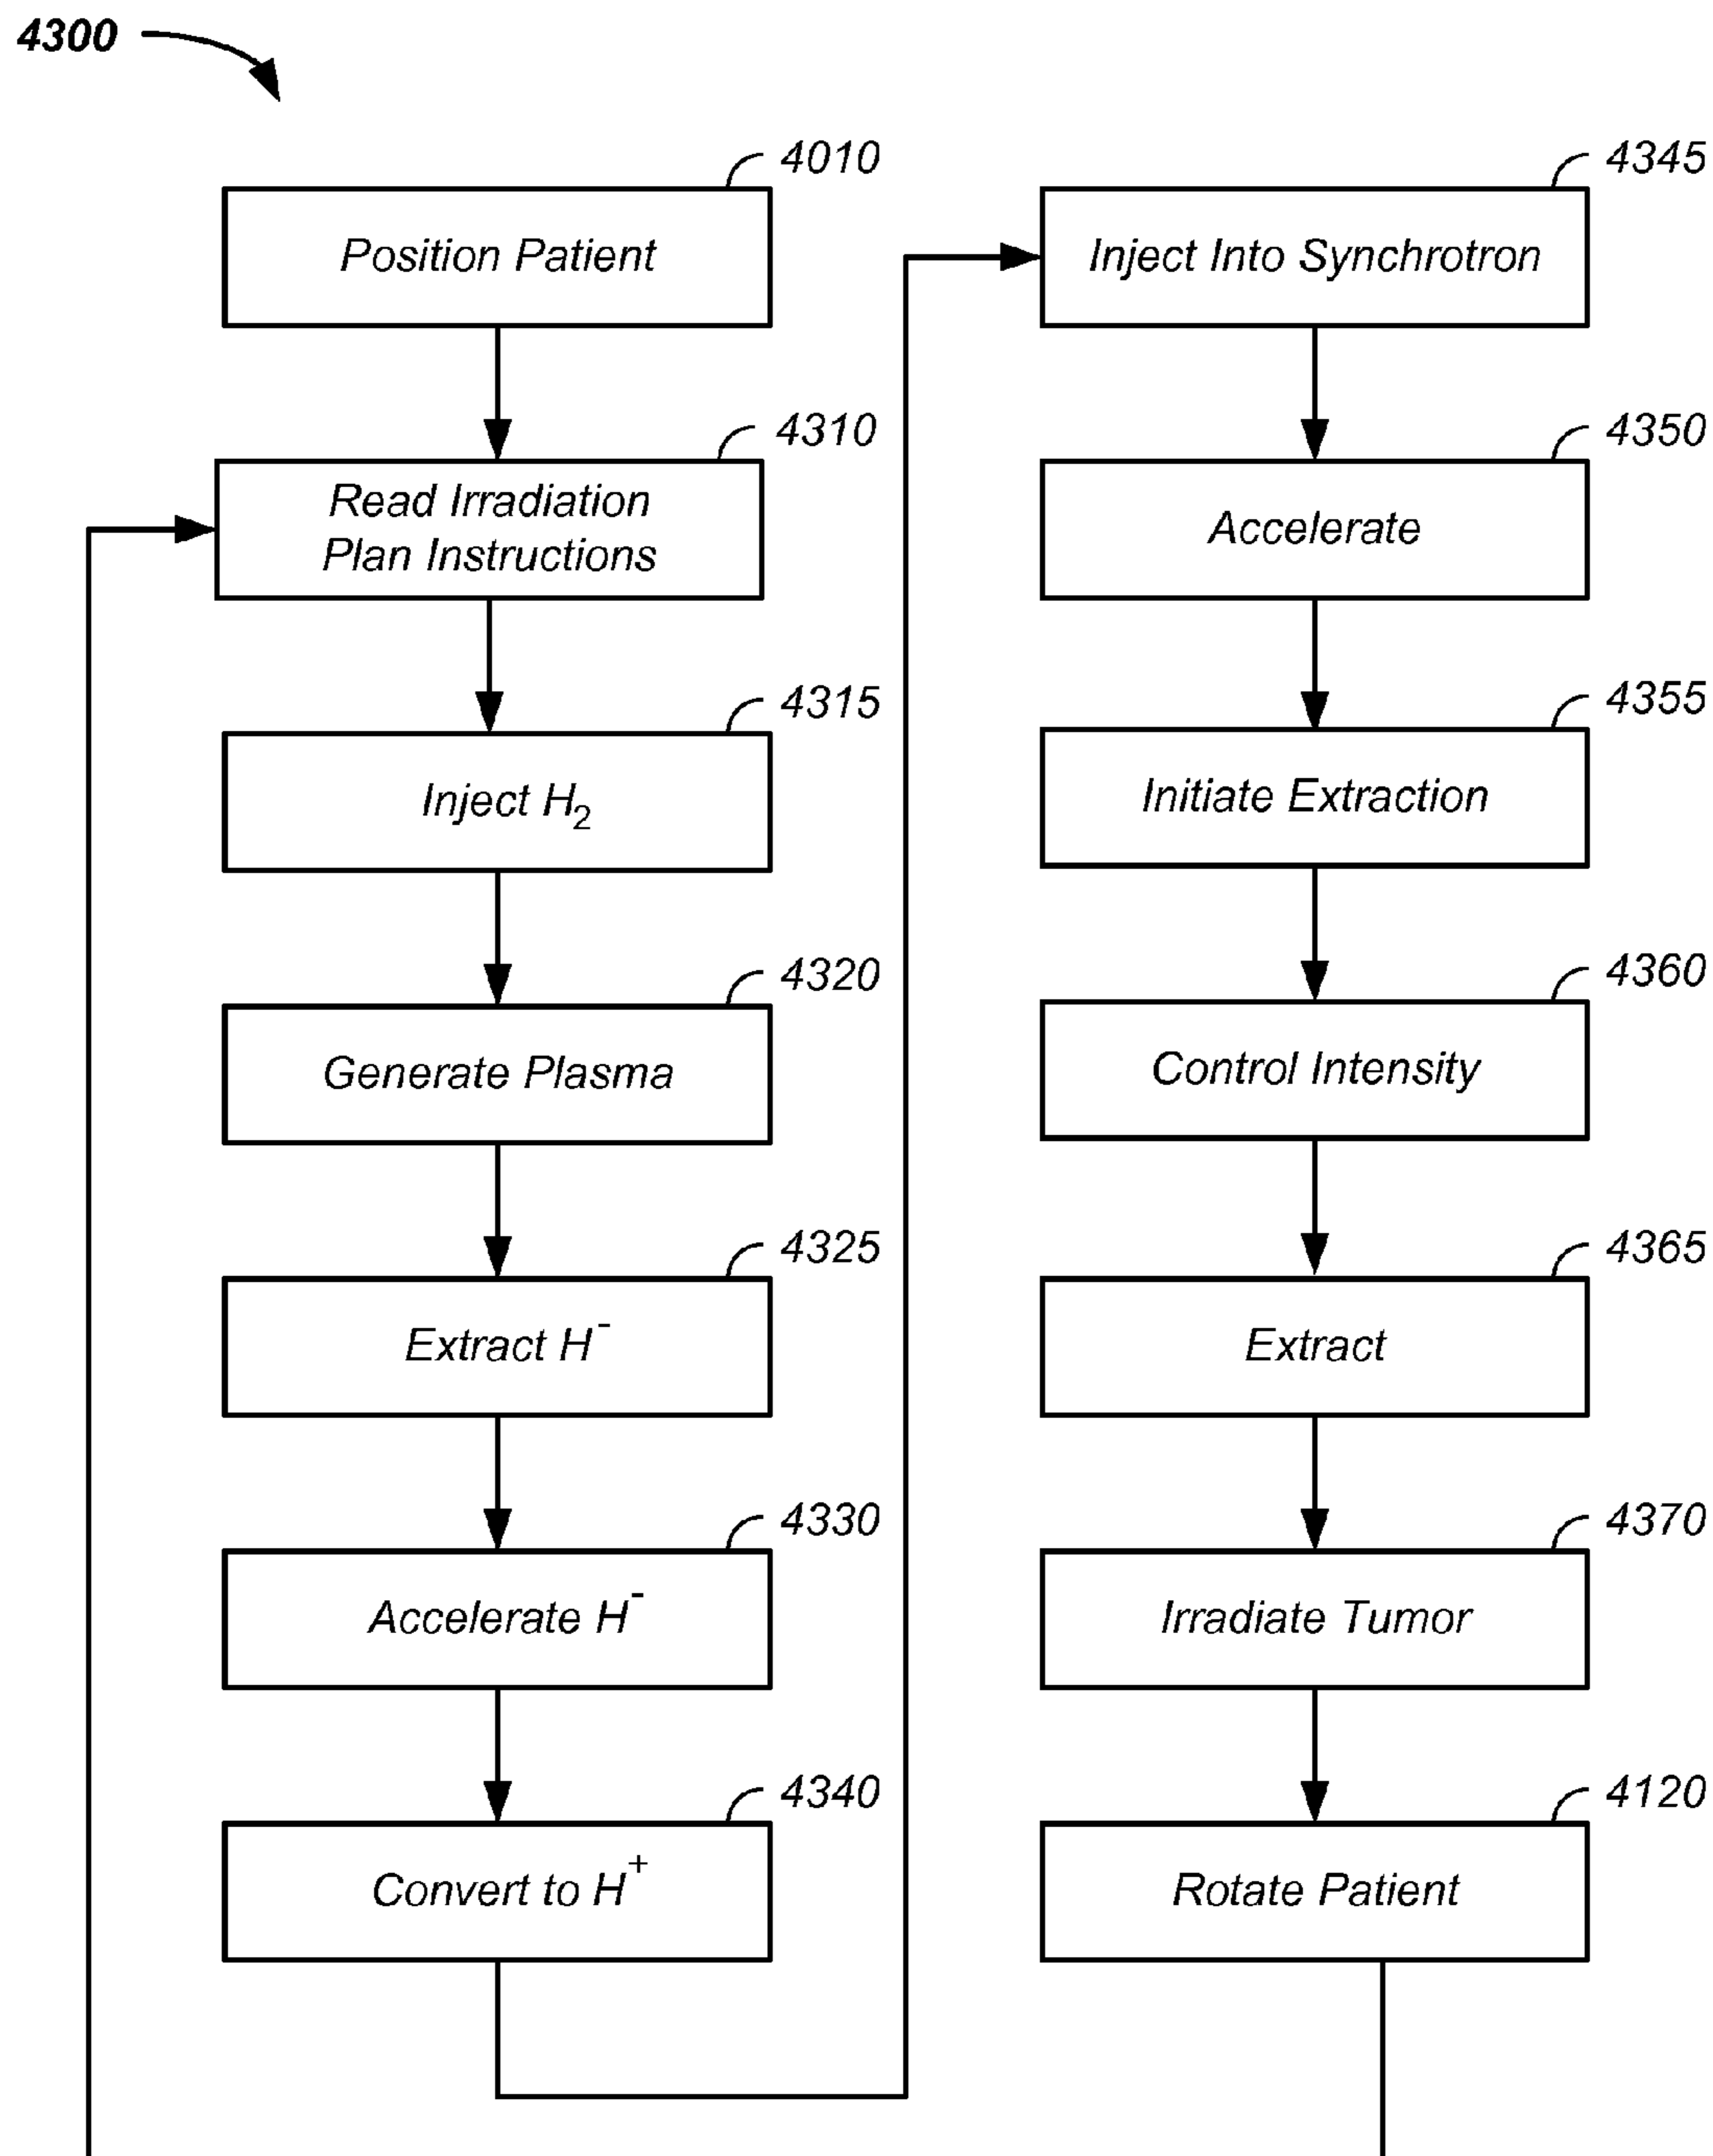 4300
4010
Position Patient
4310
Read Irradiation
Plan Instructions
4315
Inject H₂
4320
Generate Plasma
4325
Extract H⁻
4330
Accelerate H⁻
4340
Convert to H⁺
4345
Inject Into Synchrotron
4350
Accelerate
4355
Initiate Extraction
4360
Control Intensity
4365
Extract
4370
Irradiate Tumor
4120
Rotate Patient